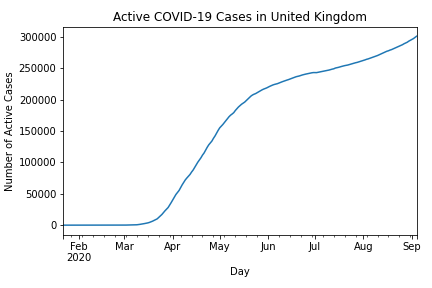 Active COVID-19 Cases in United Kingdom
Number of Active Cases
300000
250000
200000
150000
100000
50000
0
Feb Mar Apr May Jun Jul Aug Sep
2020
Day